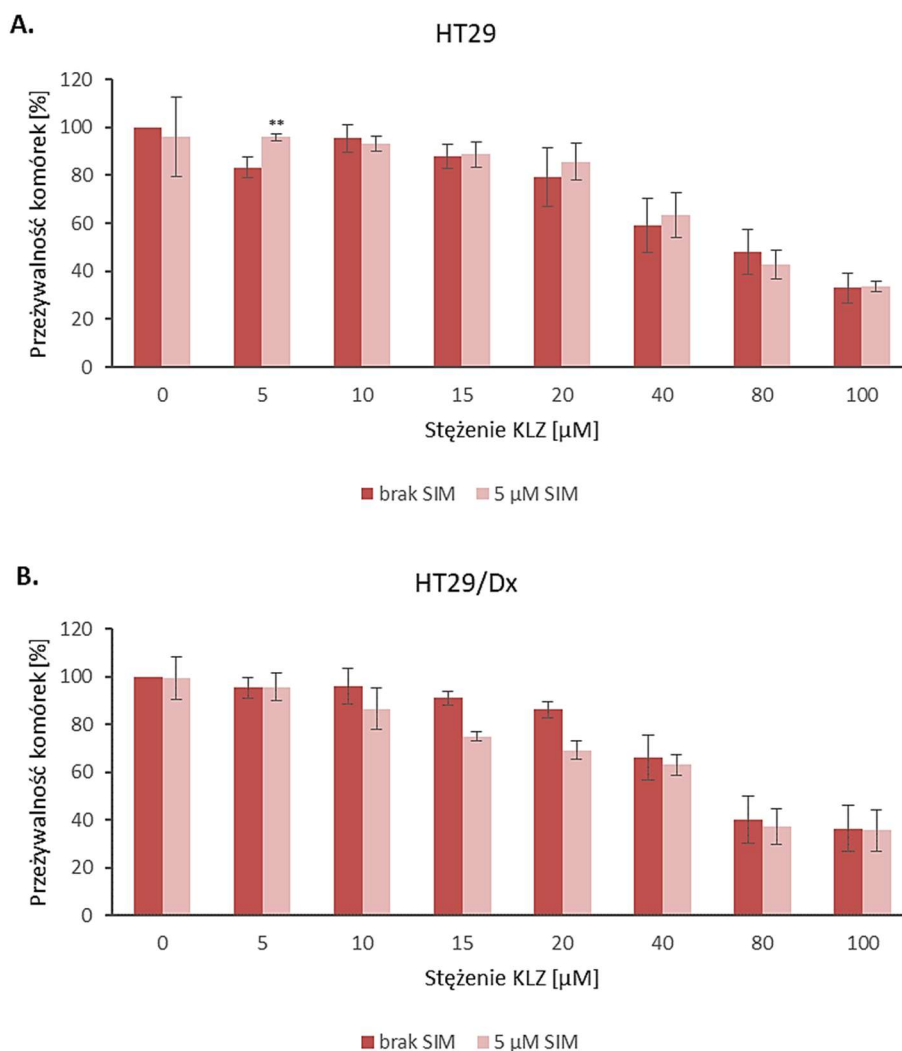 A.
HT29
Przeżywalność komórek [%]
120
100
80
60
40
20
0
**
0 5 10 15 20 40 80 100
Stężenie KLZ [µM]
brak SIM 5 µM SIM
B.
HT29/Dx
Przeżywalność komórek [%]
120
100
80
60
40
20
0
0 5 10 15 20 40 80 100
Stężenie KLZ [µM]
brak SIM 5 µM SIM